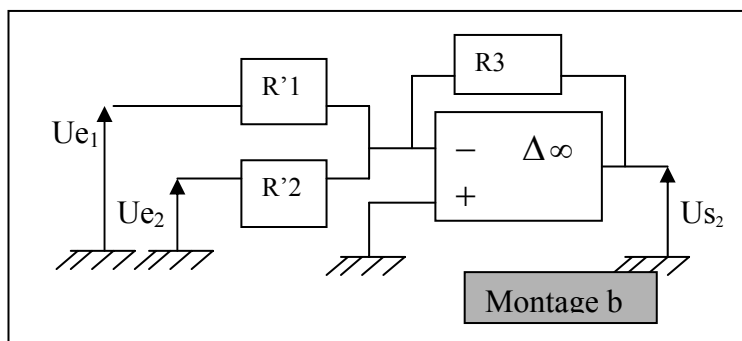 R3
R'1
Ue₁
− Δ∞
R'2
+
Ue₂
Us₂
Montage b